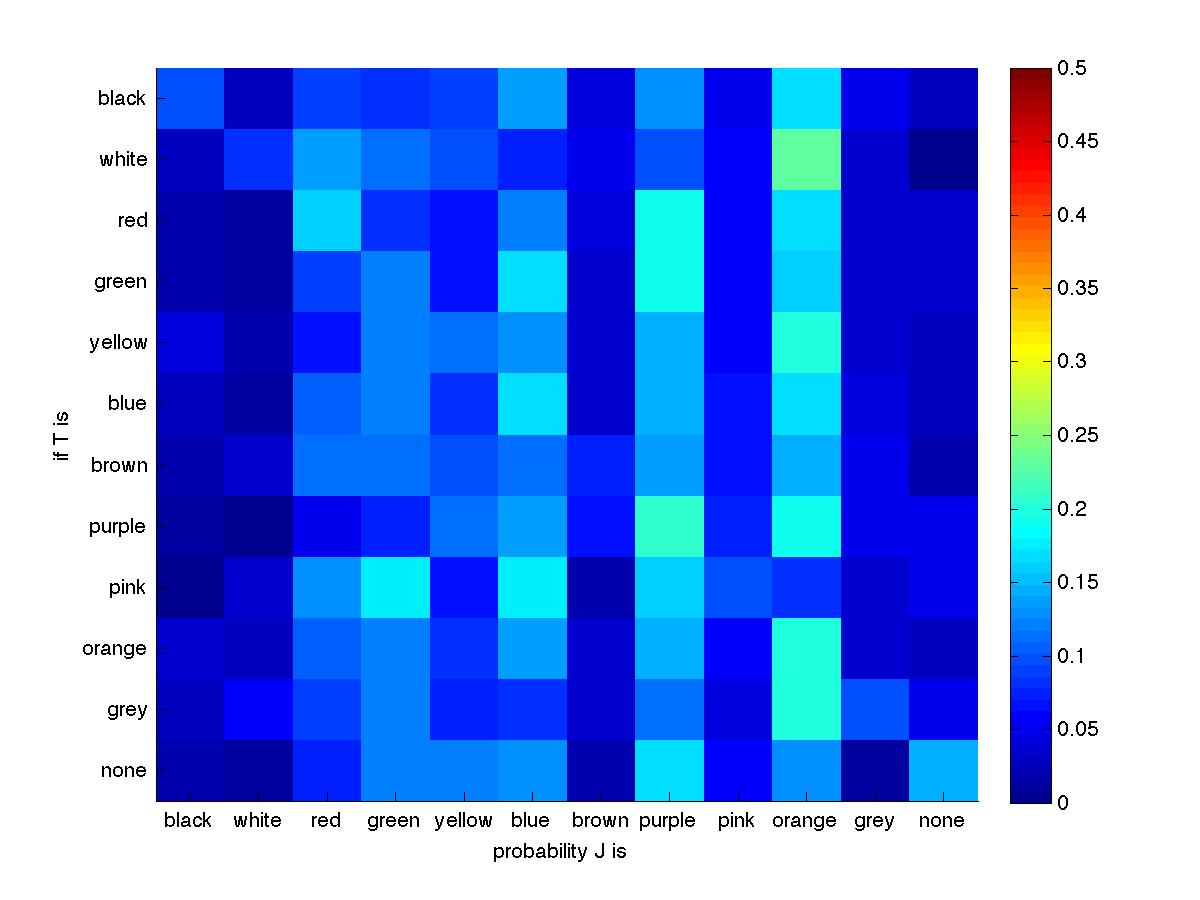 if T is
black
white
red
green
yellow
blue
brown
purple
pink
orange
grey
none
black white red green yellow blue brown purple pink orange grey none
probability J is
0.5
0.45
0.4
0.35
0.3
0.25
0.2
0.15
0.1
0.05
0